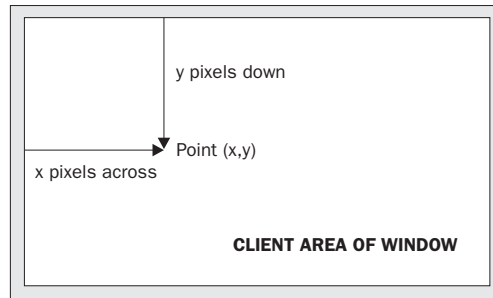 y pixels down
Point (x,y)
x pixels across
CLIENT AREA OF WINDOW